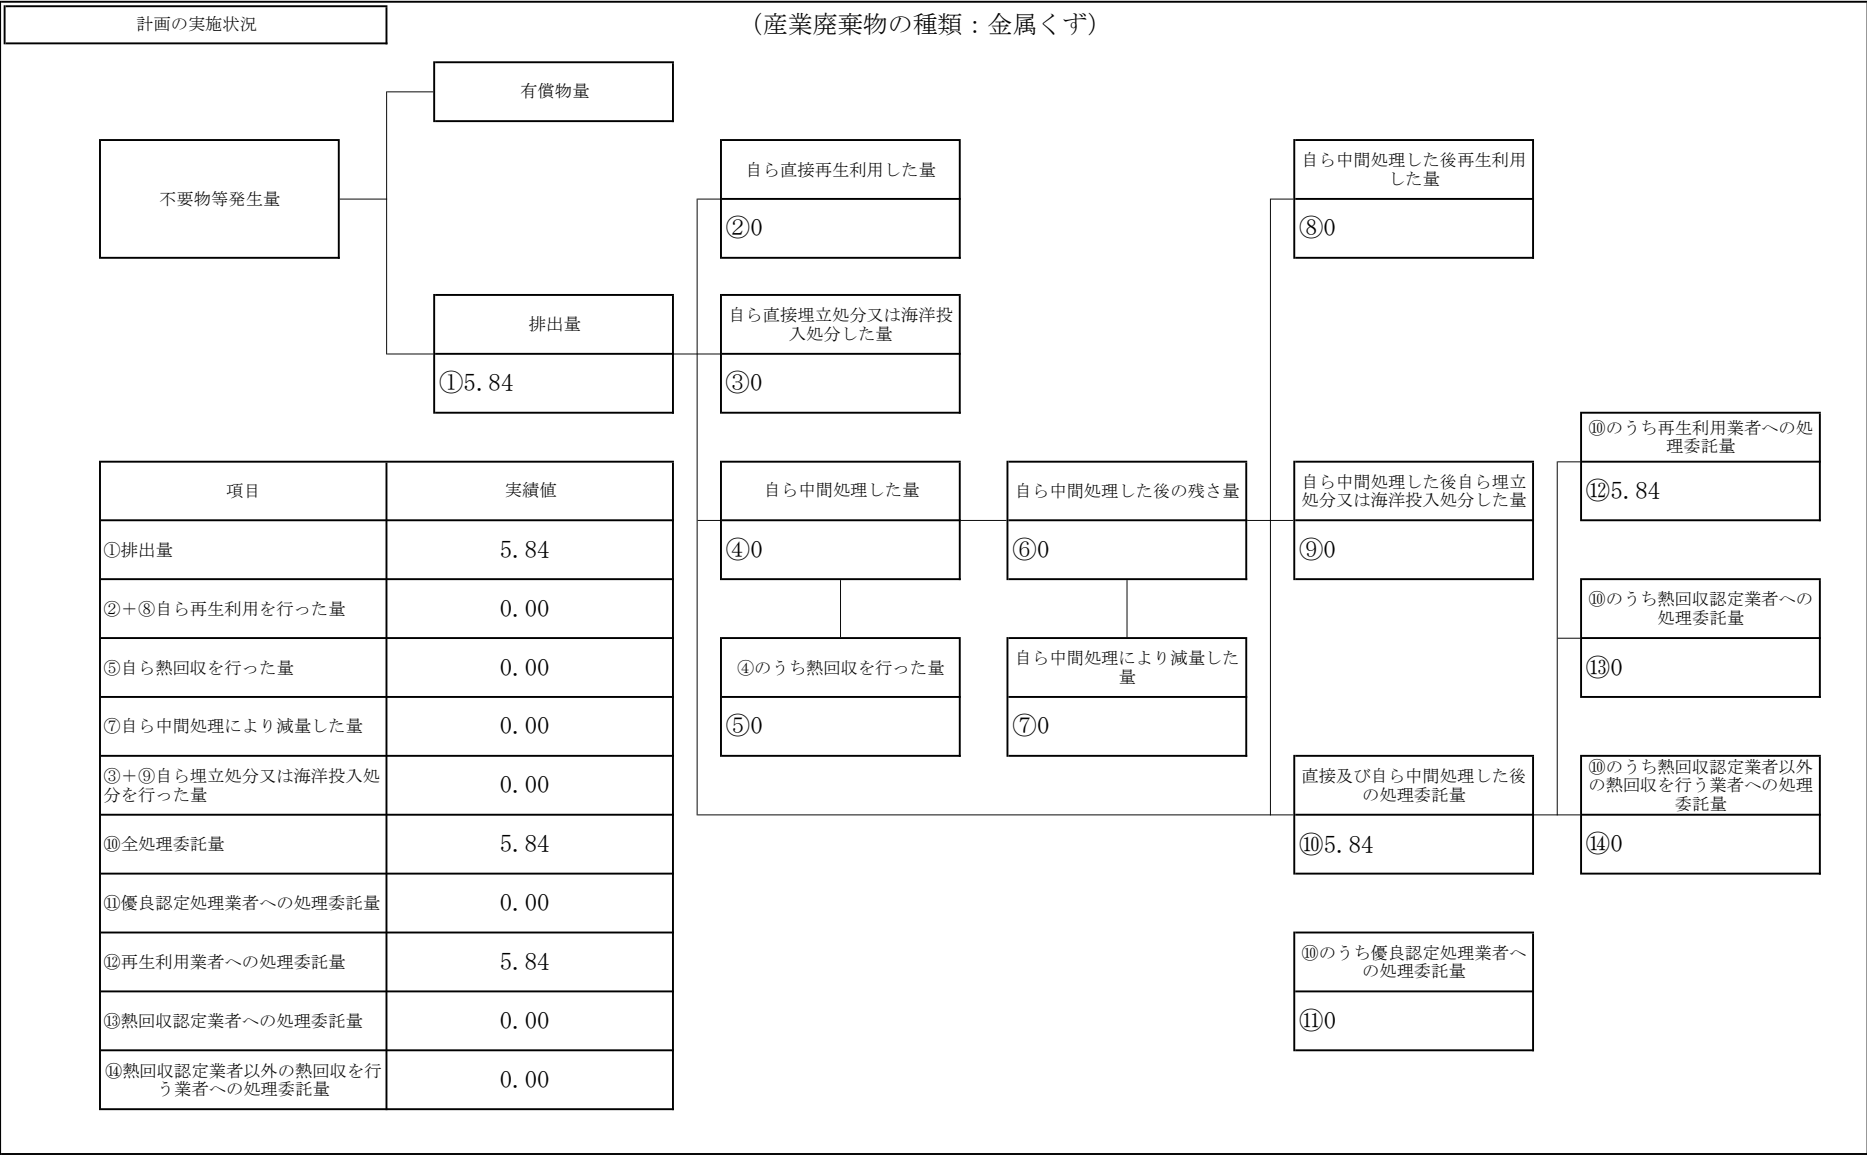 計画の実施状況
（産業廃棄物の種類：金属くず）
有償物量
不要物等発生量
自ら直接再生利用した量
②0
自ら中間処理した後再生利用
した量
⑧0
排出量
①5.84
自ら直接埋立処分又は海洋投
入処分した量
③0
⑩のうち再生利用業者への処
理委託量
⑫5.84
自ら中間処理した量
④0
自ら中間処理した後の残さ量
⑥0
自ら中間処理した後自ら埋立
処分又は海洋投入処分した量
⑨0
⑩のうち熱回収認定業者への
処理委託量
⑬0
④のうち熱回収を行った量
⑤0
自ら中間処理により減量した
量
⑦0
直接及び自ら中間処理した後
の処理委託量
⑩5.84
⑩のうち熱回収認定業者以外
の熱回収を行う業者への処理
委託量
⑭0
⑩のうち優良認定処理業者へ
の処理委託量
⑪0
項目 実績値
①排出量 5.84
②＋⑧自ら再生利用を行った量 0.00
⑤自ら熱回収を行った量 0.00
⑦自ら中間処理により減量した量 0.00
③＋⑨自ら埋立処分又は海洋投入処
分を行った量 0.00
⑩全処理委託量 5.84
⑪優良認定処理業者への処理委託量 0.00
⑫再生利用業者への処理委託量 5.84
⑬熱回収認定業者への処理委託量 0.00
⑭熱回収認定業者以外の熱回収を行
う業者への処理委託量 0.00